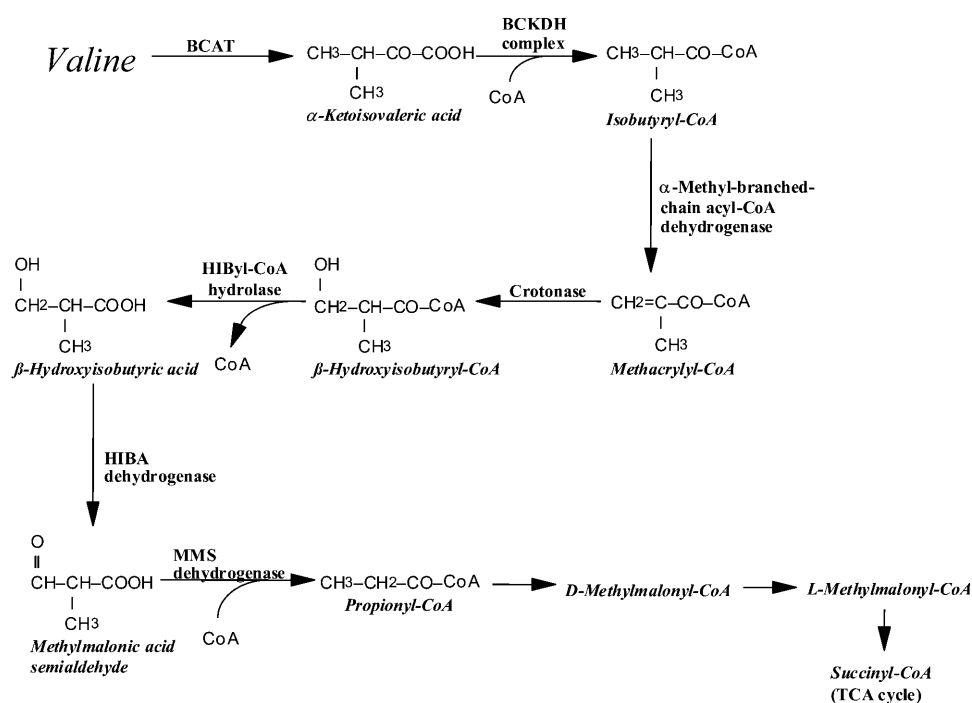 Valine
BCAT
CH3-CH-CO-COOH
CH3
α-Ketoisovaleric acid
BCKDH
complex
CoA
CH3-CH-CO-CoA
CH3
Isobutyryl-CoA
α-Methyl-branched-
chain acyl-CoA
dehydrogenase
CH2=C-CO-CoA
CH3
Methacrylyl-CoA
Crotonase
OH
CH2-CH-CO-CoA
CH3
β-Hydroxyisobutyryl-CoA
HIByl-CoA
hydrolase
CoA
OH
CH2-CH-COOH
CH3
β-Hydroxyisobutyric acid
HIBA
dehydrogenase
O
CH-CH-COOH
CH3
Methylmalonic acid
semialdehyde
MMS
dehydrogenase
CoA
CH3-CH2-CO-CoA
Propionyl-CoA
D-Methylmalonyl-CoA
L-Methylmalonyl-CoA
Succinyl-CoA
(TCA cycle)